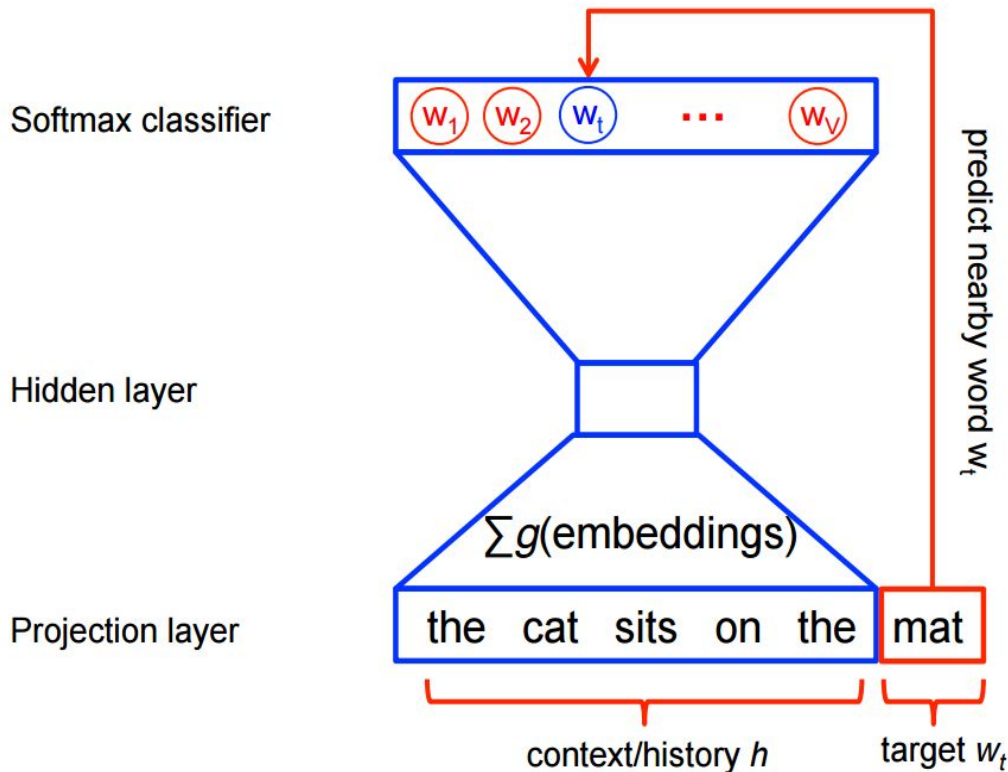 Softmax classifier
w1 w2 wt ... wV
predict nearby word wt
Hidden layer
∑g(embeddings)
Projection layer
the cat sits on the mat
context/history h
target wt